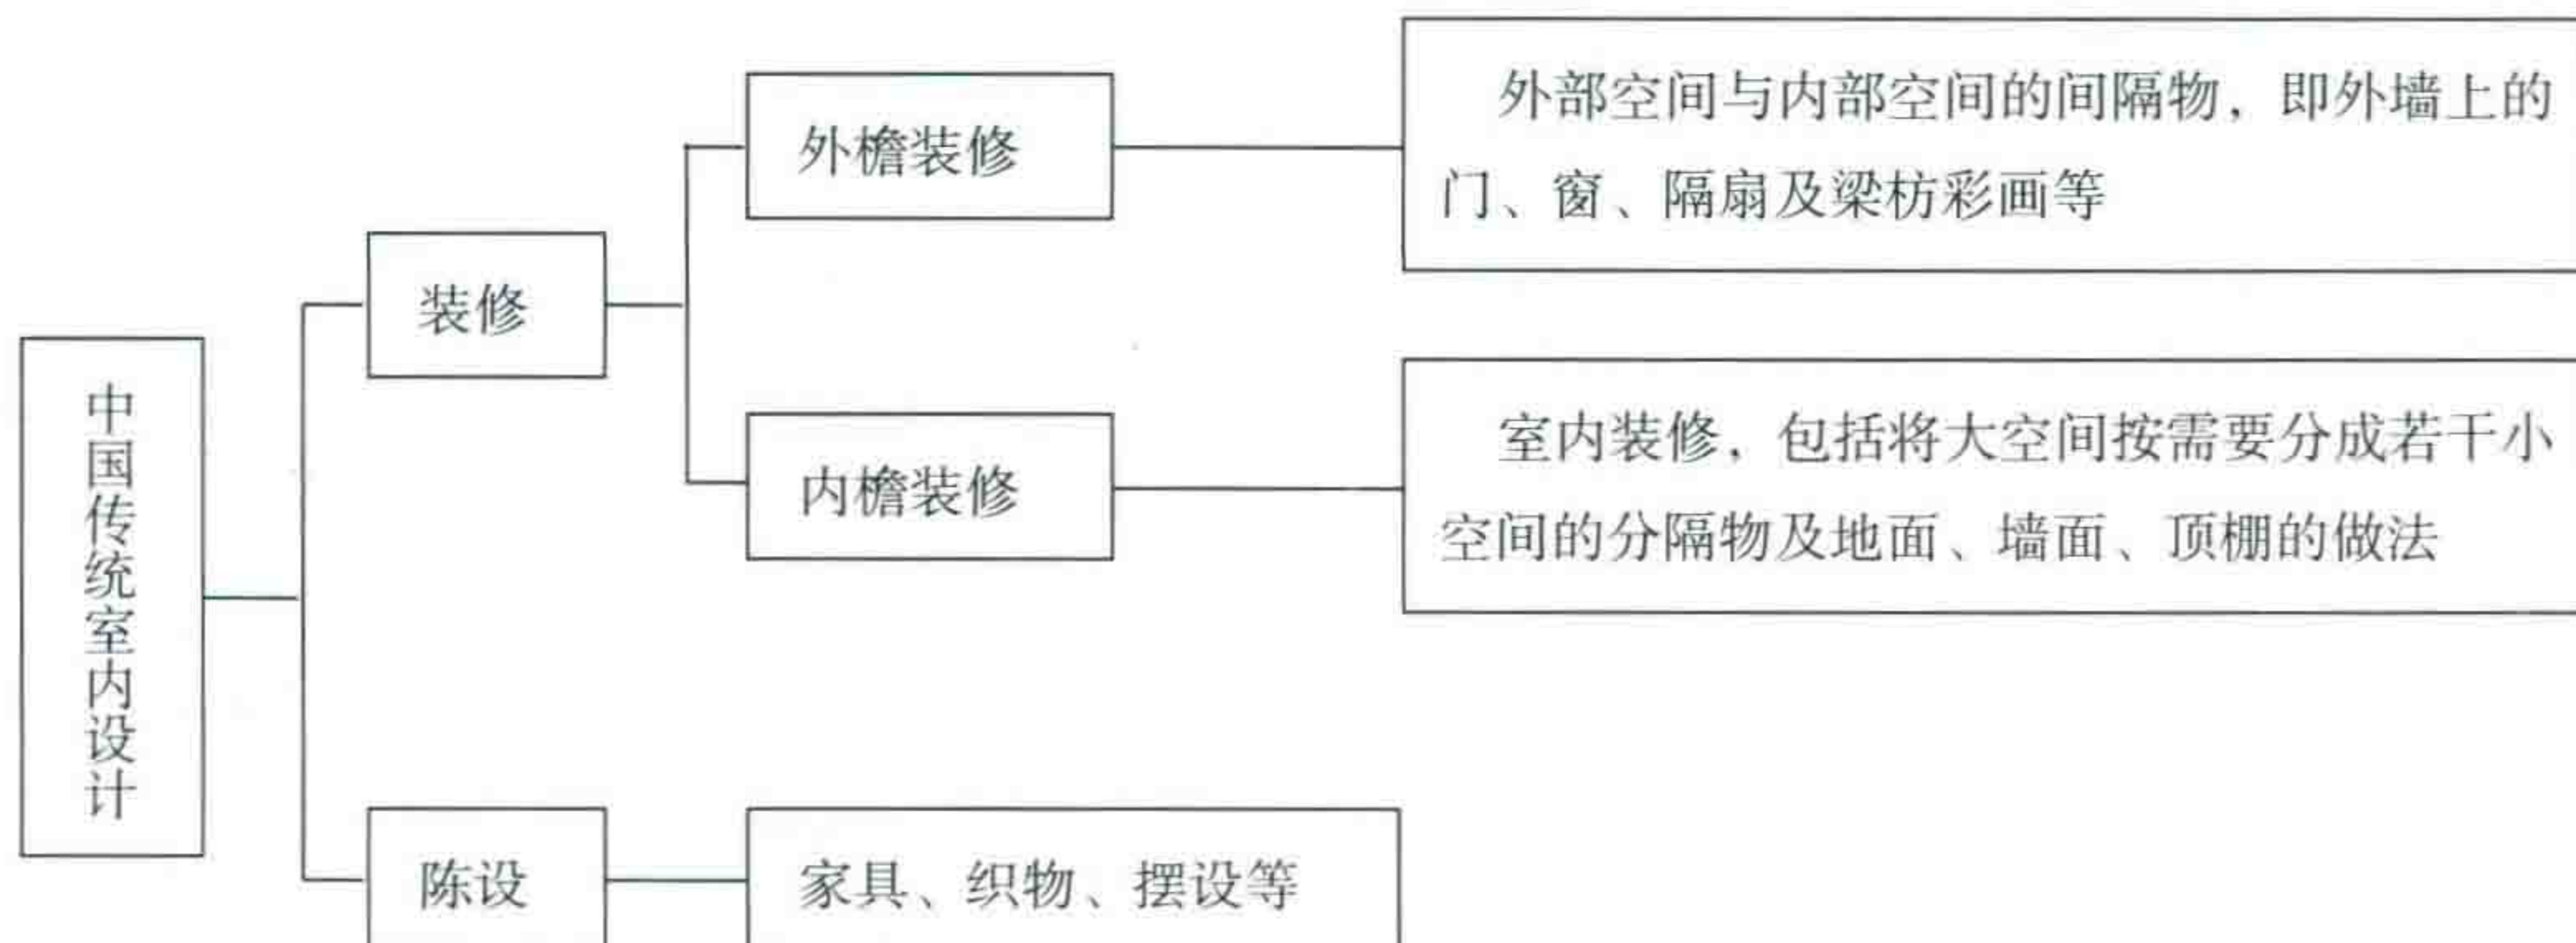 中国传统室内设计
装修
外檐装修
外部空间与内部空间的间隔物，即外墙上的
门、窗、隔扇及梁枋彩画等
内檐装修
室内装修，包括将大空间按需要分成若干小
空间的分隔物及地面、墙面、顶棚的做法
陈设
家具、织物、摆设等